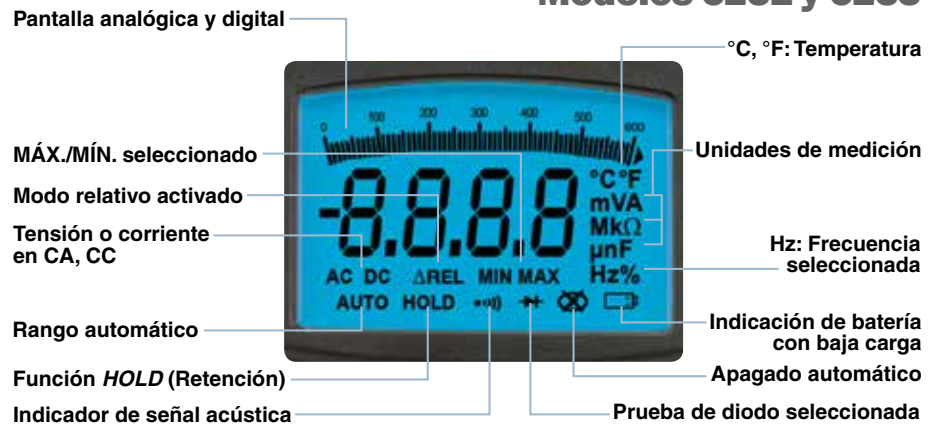 Pantalla analógica y digital
°C, °F: Temperatura
0 100 200 300 400 500 600
MÁX./MÍN. seleccionado
Unidades de medición
Modo relativo activado
Tensión o corriente
en CA, CC
Hz: Frecuencia
seleccionada
-8.8.8.8
°C°F
mVA
MkΩ
µnF
Hz%
AC DC ΔREL MIN MAX
AUTO HOLD
Rango automático
Indicación de batería
con baja carga
Función HOLD (Retención)
Apagado automático
Indicador de señal acústica
Prueba de diodo seleccionada